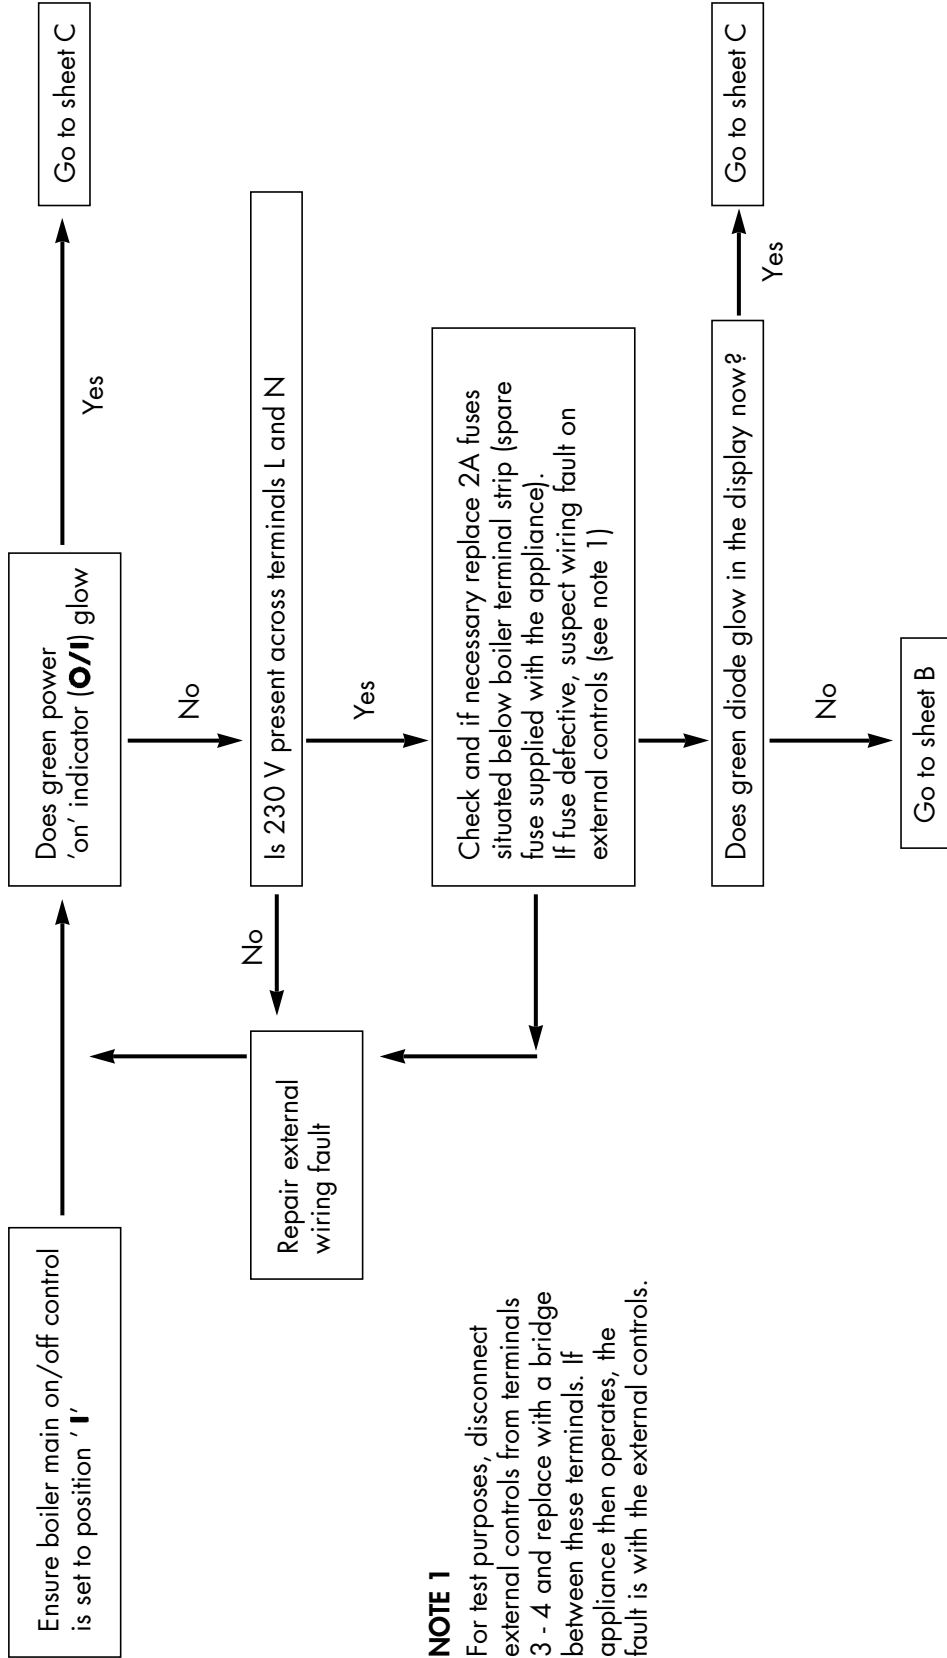 Ensure boiler main on/off control
is set to position ‘ I’
Does green power
‘on’ indicator (O/I) glow
Yes
Go to sheet C
No
Is 230 V present across terminals L and N
No
Repair external
wiring fault
Yes
Check and if necessary replace 2A fuses
situated below boiler terminal strip (spare
fuse supplied with the appliance).
If fuse defective, suspect wiring fault on
external controls (see note 1)
Does green diode glow in the display now?
Yes
Go to sheet C
No
Go to sheet B
NOTE 1
For test purposes, disconnect
external controls from terminals
3 - 4 and replace with a bridge
between these terminals. If
appliance then operates, the
fault is with the external controls.